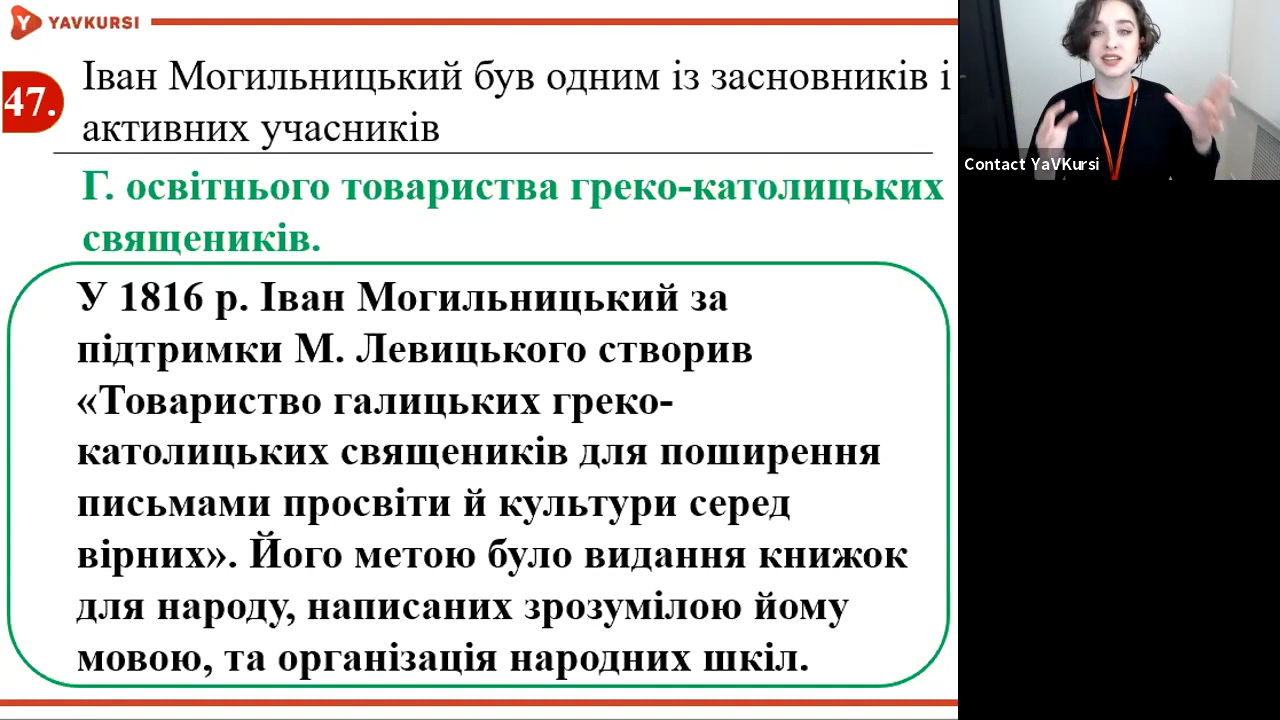 YAVKURSI
47.
Іван Могильницький був одним із засновників і
активних учасників
Г. освітнього товариства греко-католицьких
священиків.
У 1816 р. Іван Могильницький за
підтримки М. Левицького створив
«Товариство галицьких греко-
католицьких священиків для поширення
письмами просвіти й культури серед
вірних». Його метою було видання книжок
для народу, написаних зрозумілою йому
мовою, та організація народних шкіл.
Contact YaVKursi